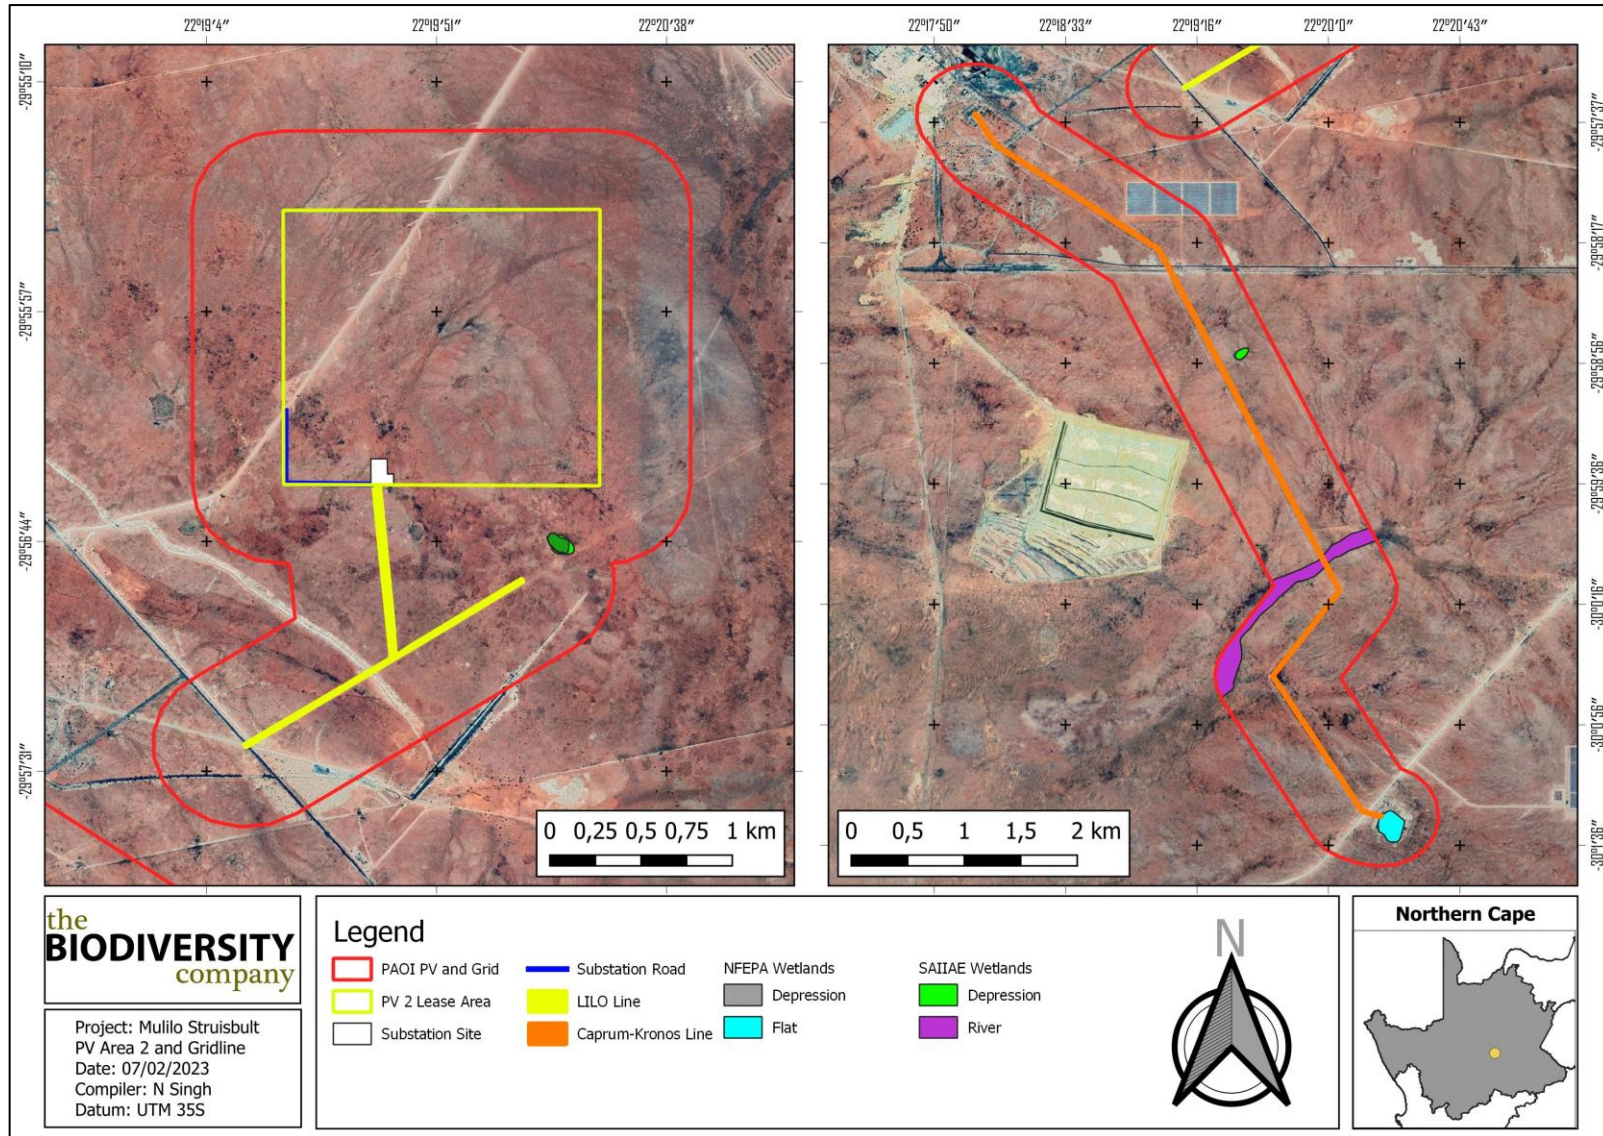 22°19'4" 22°19'51" 22°20'38"
22°17'50" 22°18'33" 22°19'16" 22°20'0" 22°20'43"
-29°55'10"
-29°55'57"
-29°56'44"
-29°57'31"
-29°57'37"
-29°58'17"
-29°58'56"
-29°59'36"
-30°0'16"
-30°0'56"
-30°1'36"
0 0,25 0,5 0,75 1 km
0 0,5 1 1,5 2 km
the
BIODIVERSITY
company
Project: Mulilo Struisbult
PV Area 2 and Gridline
Date: 07/02/2023
Compiler: N Singh
Datum: UTM 35S
Legend
PAOI PV and Grid
PV 2 Lease Area
Substation Site
Substation Road
LILO Line
Caprum-Kronos Line
NFEPA Wetlands
Depression
Flat
SAIIAE Wetlands
Depression
River
N
Northern Cape